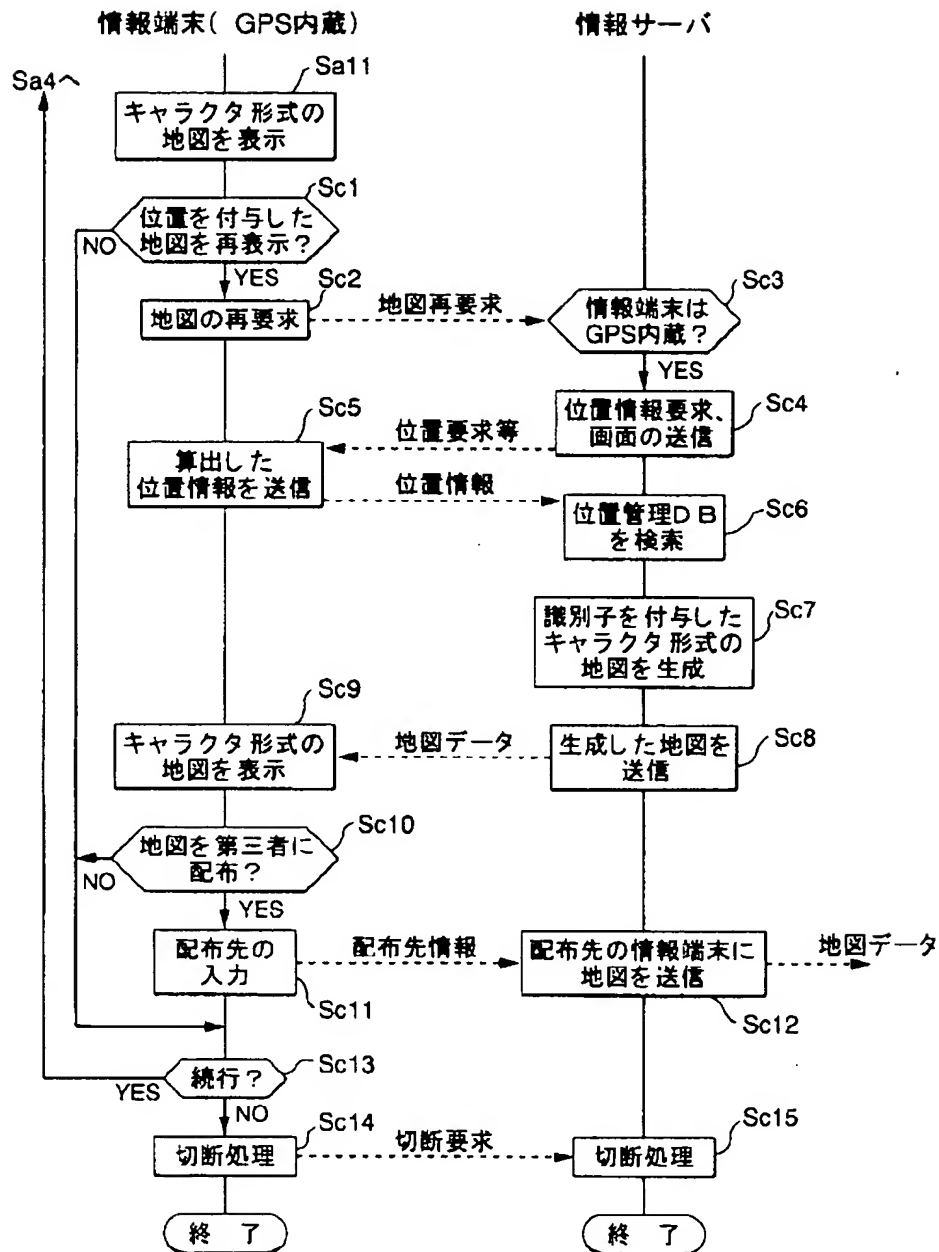 情報端末( GPS内蔵)
情報サーバ
Sa4へ
Sa11
キャラクタ形式の
地図を表示
Sc1
位置を付与した
地図を再表示?
NO
YES
Sc2
地図の再要求
地図再要求
Sc3
情報端末は
GPS内蔵?
YES
Sc4
位置情報要求、
画面の送信
位置要求等
Sc5
算出した
位置情報を送信
位置情報
Sc6
位置管理DB
を検索
Sc7
識別子を付与した
キャラクタ形式の
地図を生成
Sc9
キャラクタ形式の
地図を表示
地図データ
Sc8
生成した地図を
送信
Sc10
地図を第三者に
配布?
NO
YES
配布先の
入力
Sc11
配布先情報
配布先の情報端末に
地図を送信
Sc12
地図データ
続行?
Sc13
YES
NO
Sc14
切断処理
切断要求
Sc15
切断処理
終 了
終 了